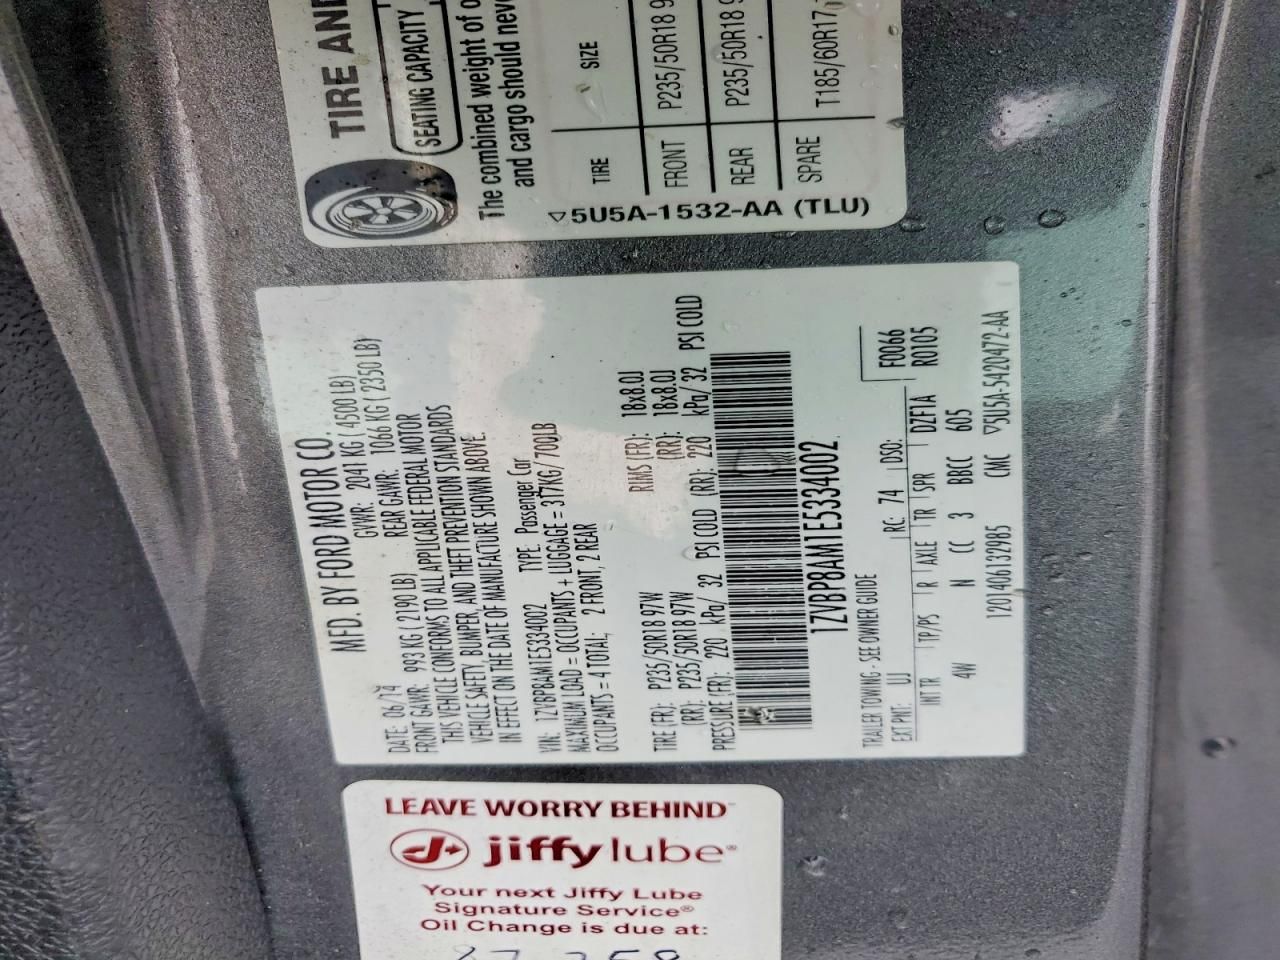 TIRE AND
SEATING CAPACITY
The combined weight of
and cargo should
TIRE SIZE
FRONT P235/50R18
REAR P235/50R18
SPARE T185/60R17
5U5A-1532-AA (TLU)
MFD. BY FORD MOTOR CO.
DATE: 06/14 GVWR: 2041 KG ( 4500 LB)
FRONT GAWR: 993 KG ( 2190 LB) REAR GAWR: 1066 KG ( 2350 LB)
THIS VEHICLE CONFORMS TO ALL APPLICABLE FEDERAL MOTOR
VEHICLE SAFETY, BUMPER, AND THEFT PREVENTION STANDARDS
IN EFFECT ON THE DATE OF MANUFACTURE SHOWN ABOVE.
VIN: 1ZVBP8AM1E5334002 TYPE: Passenger Car
MAXIMUM LOAD = OCCUPANTS + LUGGAGE = 317KG/700LB
OCCUPANTS = 4 TOTAL; 2 FRONT, 2 REAR
RIMS (FR): 18x8.0J
TIRE (FR): P235/50R18 97W (RR): 18x8.0J
(RR): P235/50R18 97W
PRESSURE (FR): 220 kPa/ 32 PSI COLD (RR): 220 kPa/ 32 PSI COLD
1ZVBP8AM1E5334002
TRAILER TOWING - SEE OWNER GUIDE
F0066
R0105
EXT PNT: UJ RC: 74 DSO:
INT TR TP/PS R AXLE TR SPR DZF1A
4W N CC 3 BBCC 605
120140613298 5 CMC 5U5A-5420472-AA
LEAVE WORRY BEHIND
jiffy lube®
Your next Jiffy Lube
Signature Service®
Oil Change is due at: